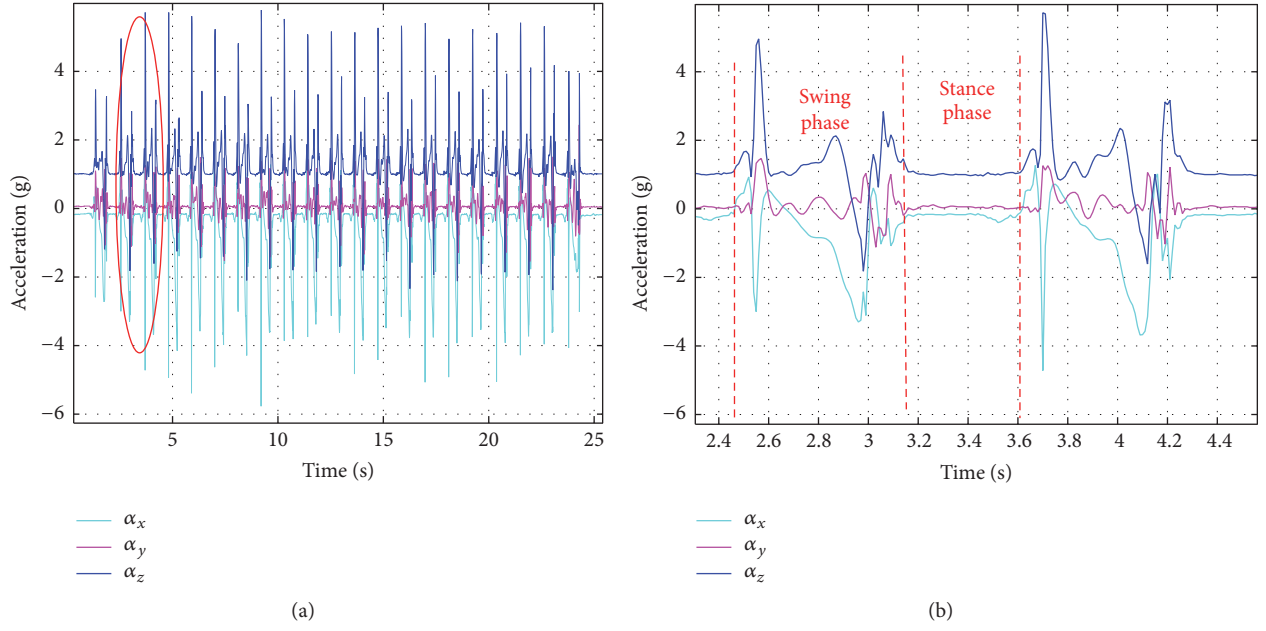 Acceleration (g)
4
2
0
−2
−4
−6
5
10
15
20
25
Time (s)
αx
αy
αz
(a)
Acceleration (g)
4
2
0
−2
−4
−6
Swing
phase
Stance
phase
2.4
2.6
2.8
3
3.2
3.4
3.6
3.8
4
4.2
4.4
Time (s)
αx
αy
αz
(b)